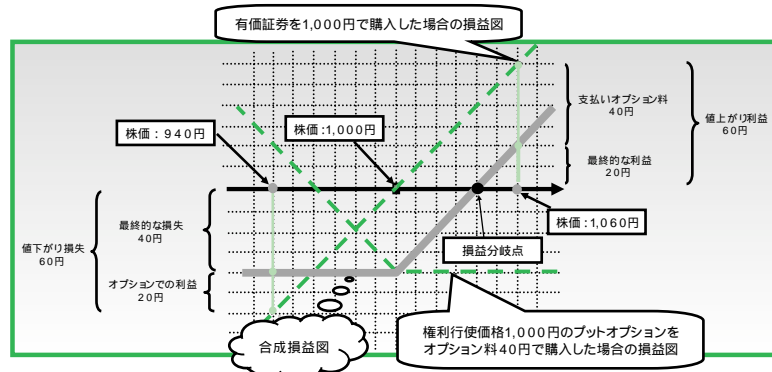 有価証券を1,000円で購入した場合の損益図
支払いオプション料
40円
値上がり利益
60円
株価：940円
株価：1,000円
最終的な利益
20円
最終的な損失
40円
株価：1,060円
値下がり損失
60円
損益分岐点
オプションでの利益
20円
合成損益図
権利行使価格1,000円のプットオプションを
オプション料40円で購入した場合の損益図